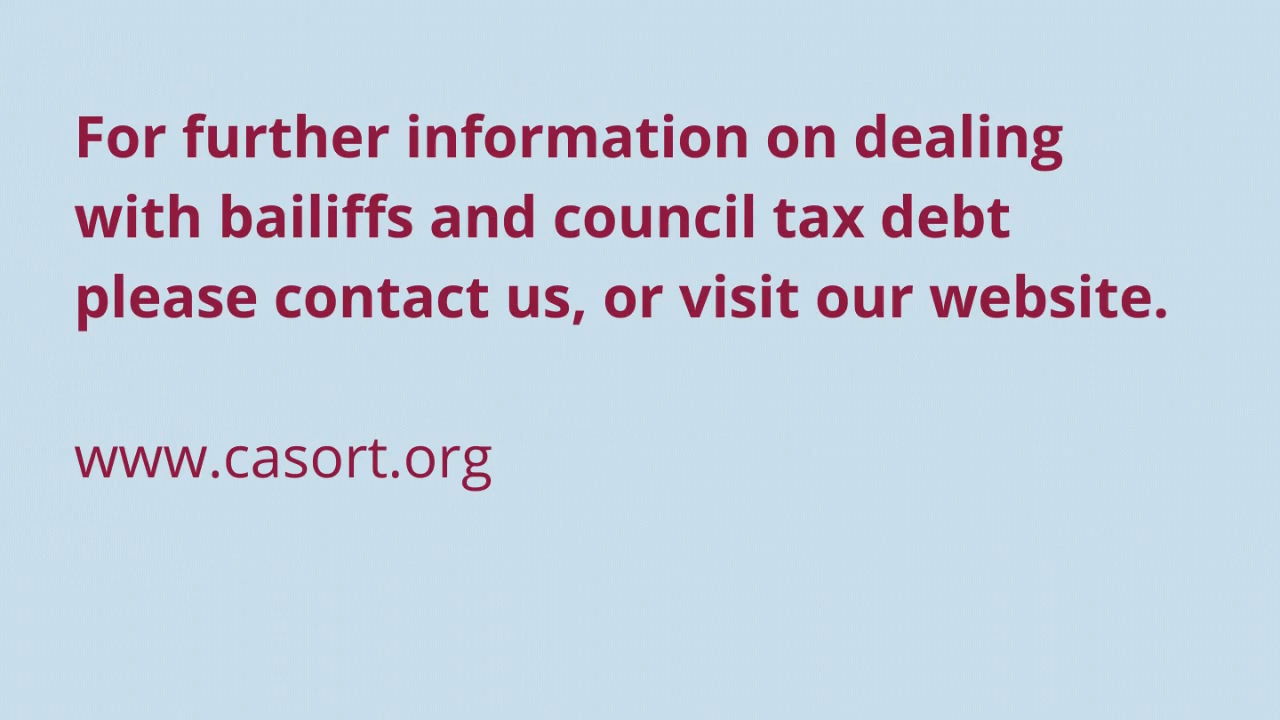 For further information on dealing
with bailiffs and council tax debt
please contact us, or visit our website.
www.casort.org